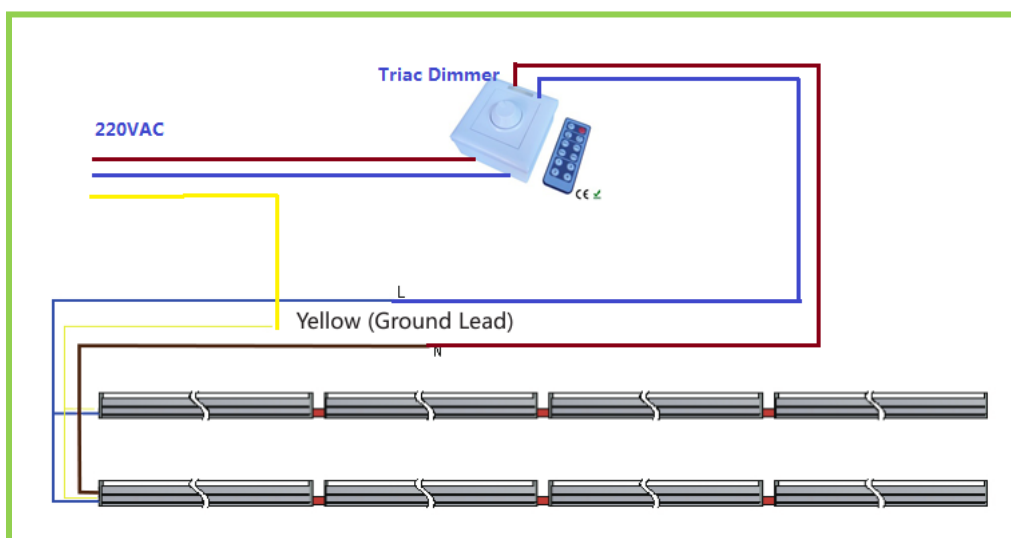 Triac Dimmer
220VAC
CE
L
Yellow (Ground Lead)
N